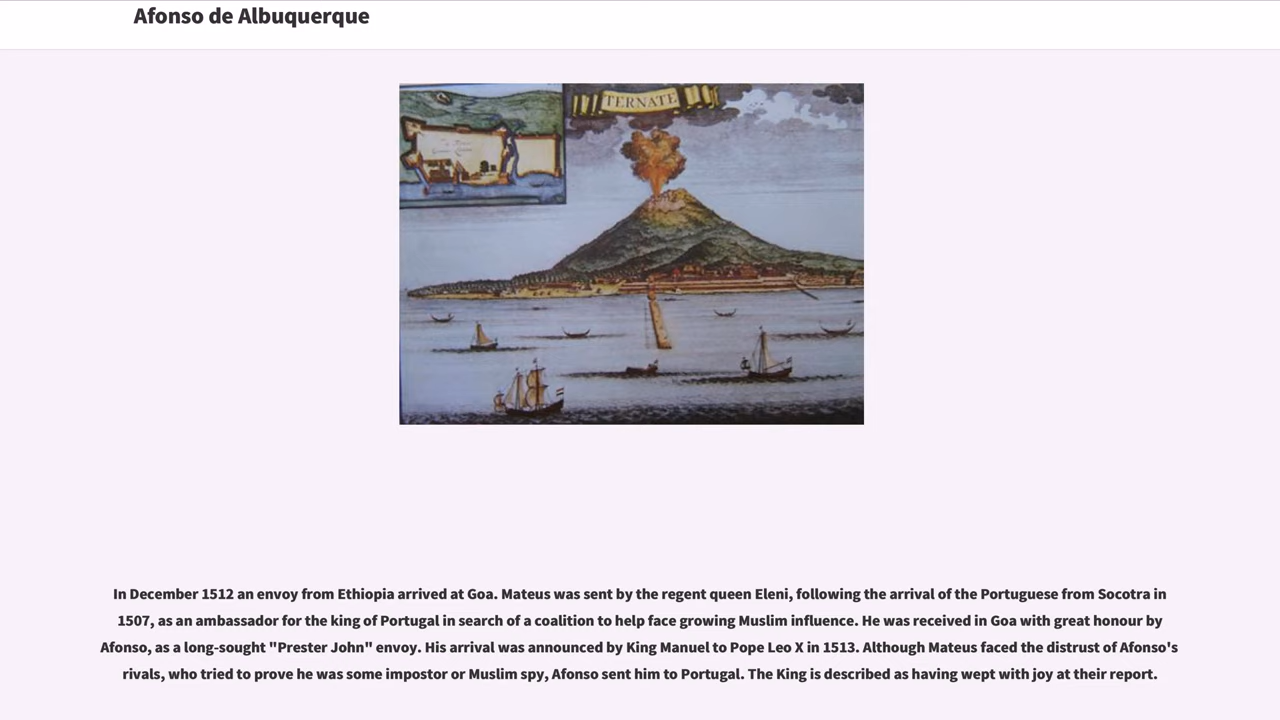 Afonso de Albuquerque
TERNATE
In December 1512 an envoy from Ethiopia arrived at Goa. Mateus was sent by the regent queen Eleni, following the arrival of the Portuguese from Socotra in
1507, as an ambassador for the king of Portugal in search of a coalition to help face growing Muslim influence. He was received in Goa with great honour by
Afonso, as a long-sought "Prester John" envoy. His arrival was announced by King Manuel to Pope Leo X in 1513. Although Mateus faced the distrust of Afonso's
rivals, who tried to prove he was some impostor or Muslim spy, Afonso sent him to Portugal. The King is described as having wept with joy at their report.